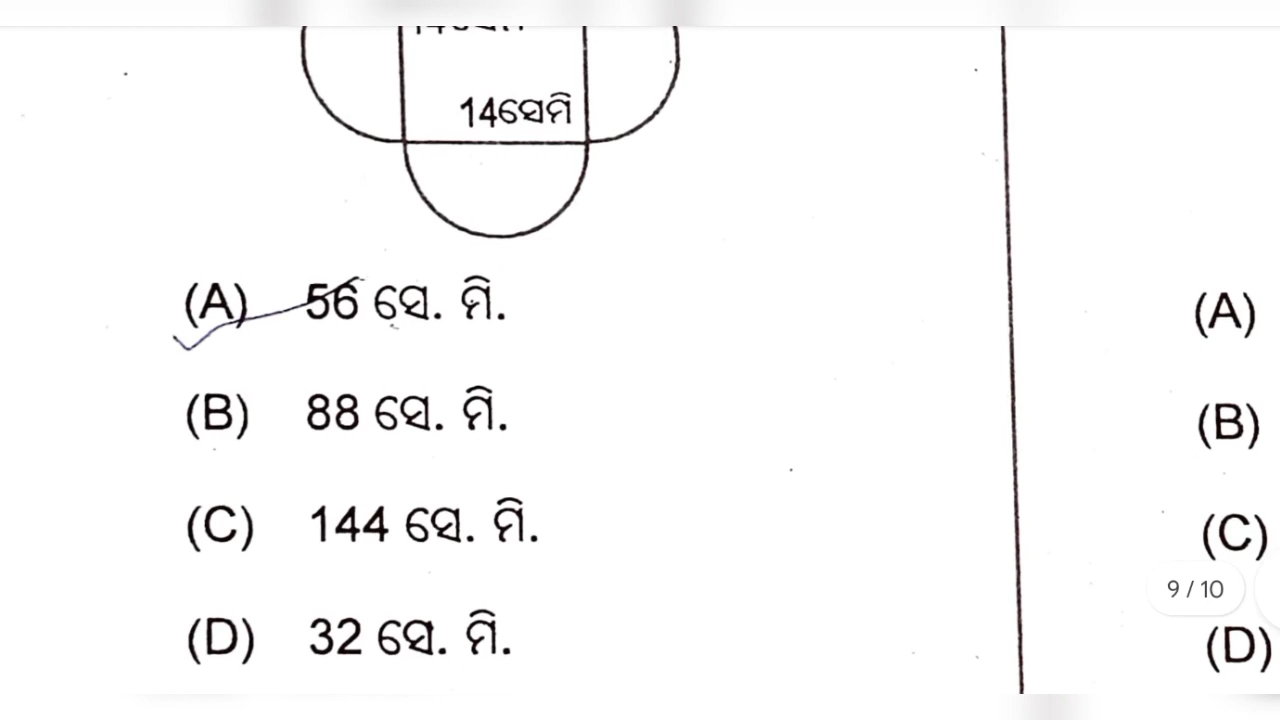 14ସେମି
(A) 56 ସେ. ମି.
(B) 88 ସେ. ମି.
(C) 144 ସେ. ମି.
(D) 32 ସେ. ମି.
(A)
(B)
(C)
(D)
9 / 10